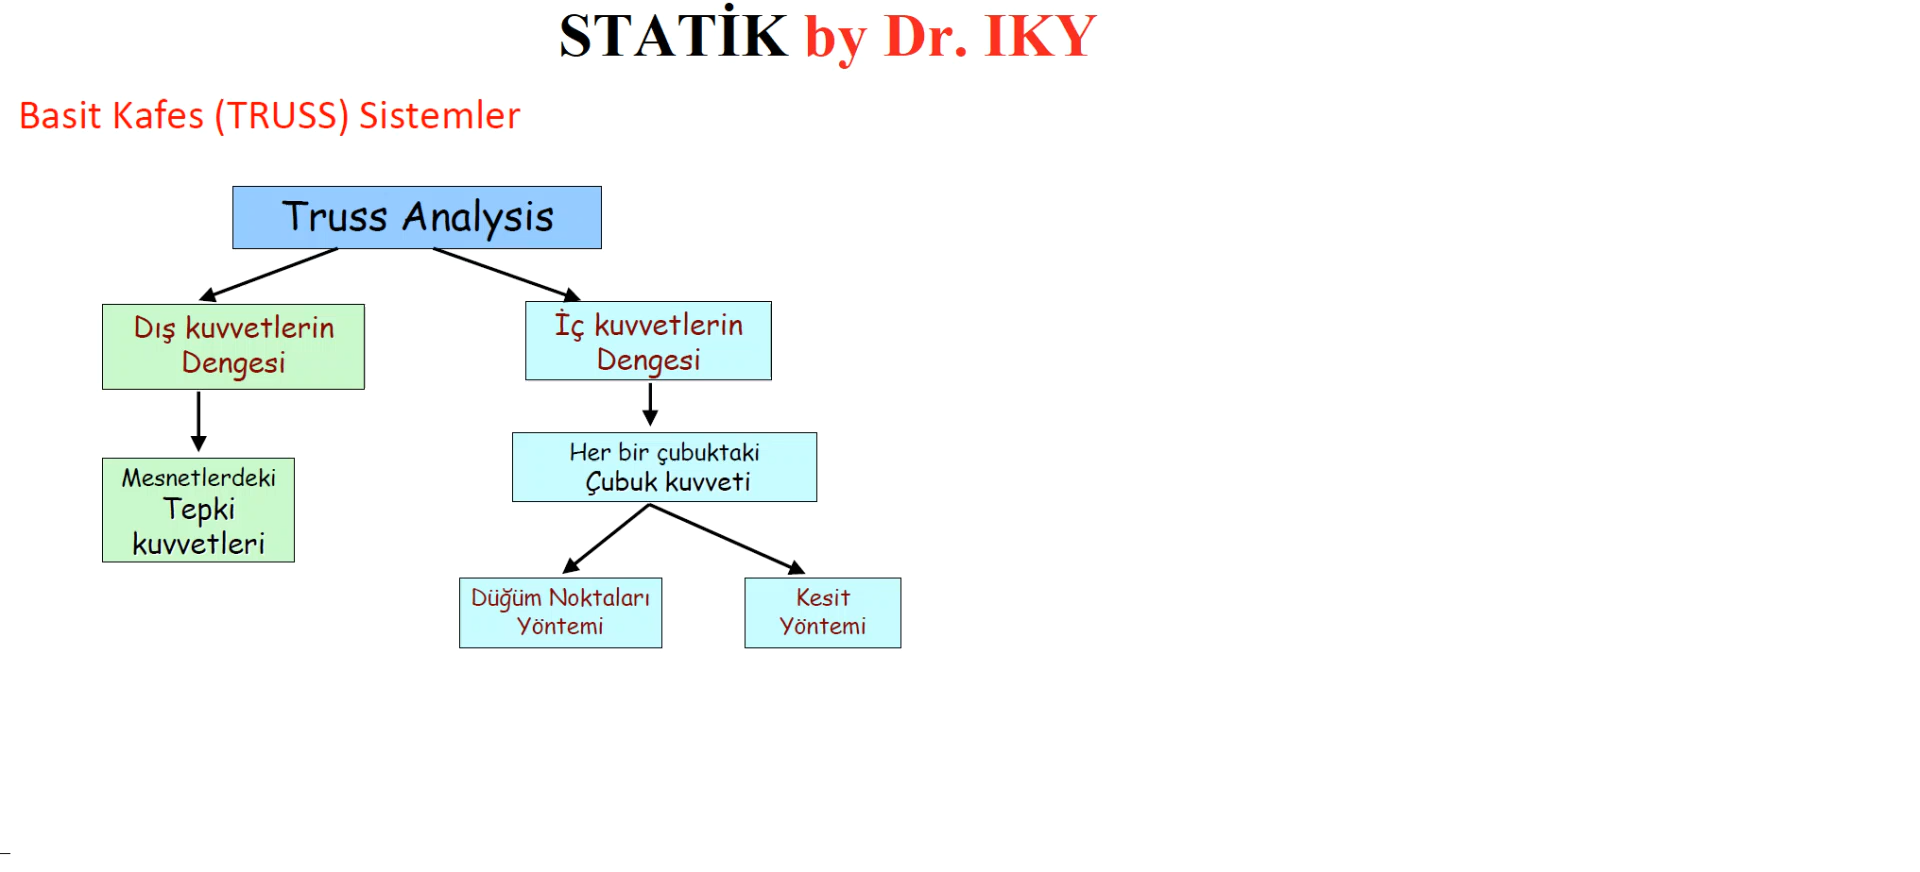 STATİK by Dr. IKY
Basit Kafes (TRUSS) Sistemler
Truss Analysis
Dış kuvvetlerin
Dengesi
İç kuvvetlerin
Dengesi
Mesnetlerdeki
Tepki
kuvvetleri
Her bir çubuktaki
Çubuk kuvveti
Düğüm Noktaları
Yöntemi
Kesit
Yöntemi